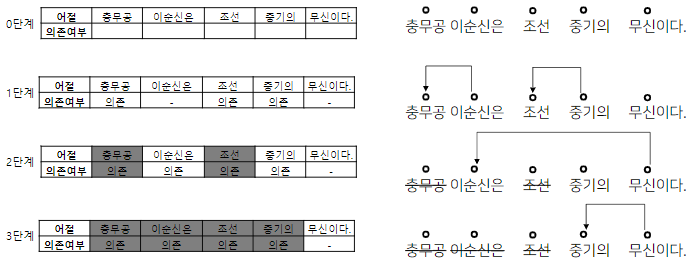 0단계
어절 충무공 이순신은 조선 중기의 무신이다.
의존여부
충무공 이순신은 조선 중기의 무신이다.
1단계
어절 충무공 이순신은 조선 중기의 무신이다.
의존여부 의존 - 의존 의존 -
충무공 이순신은 조선 중기의 무신이다.
2단계
어절 충무공 이순신은 조선 중기의 무신이다.
의존여부 의존 의존 의존 의존 -
충무공 이순신은 조선 중기의 무신이다.
3단계
어절 충무공 이순신은 조선 중기의 무신이다.
의존여부 의존 의존 의존 의존 -
충무공 이순신은 조선 중기의 무신이다.